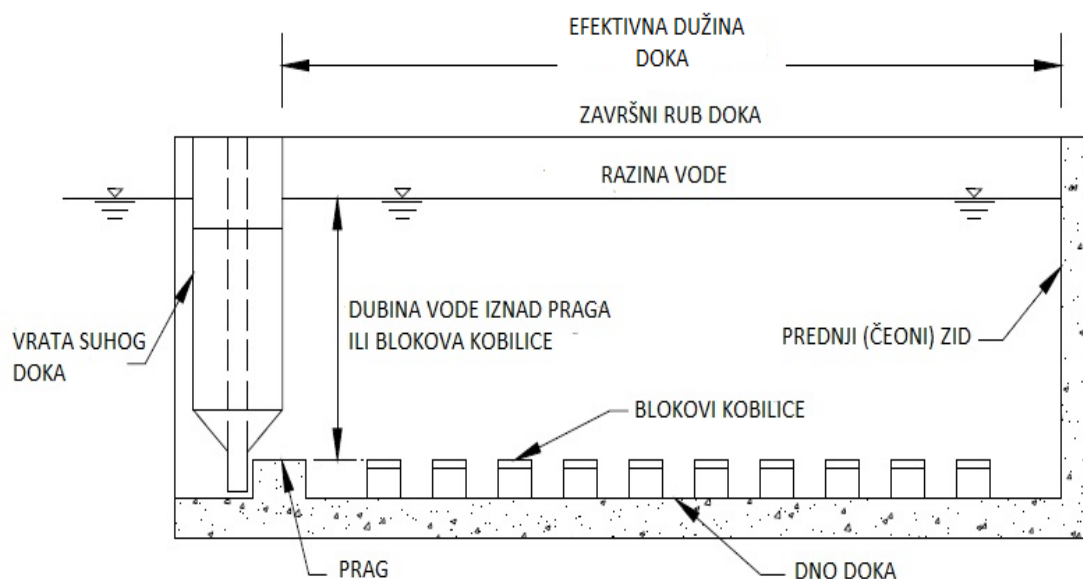 EFEKTIVNA DUŽINA
DOKA
ZAVRŠNI RUB DOKA
RAZINA VODE
DUBINA VODE IZNAD PRAGA
ILI BLOKOVA KOBILICE
VRATA SUHOG
DOKA
PREDNJI (ČEONI) ZID
BLOKOVI KOBILICE
PRAG
DNO DOKA